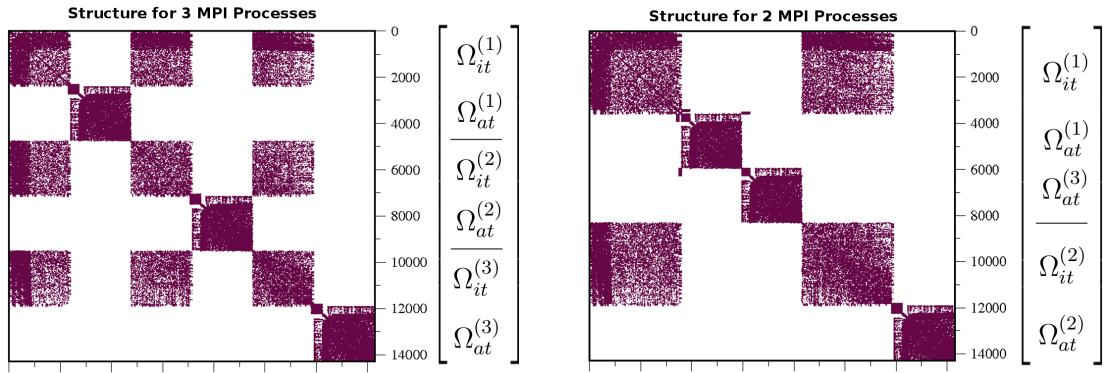 Structure for 3 MPI Processes
0
2000
4000
6000
8000
10000
12000
14000
Ω_{it}^{(1)}
Ω_{at}^{(1)}
Ω_{it}^{(2)}
Ω_{at}^{(2)}
Ω_{it}^{(3)}
Ω_{at}^{(3)}
Structure for 2 MPI Processes
0
2000
4000
6000
8000
10000
12000
14000
Ω_{it}^{(1)}
Ω_{at}^{(1)}
Ω_{at}^{(3)}
Ω_{it}^{(2)}
Ω_{at}^{(2)}